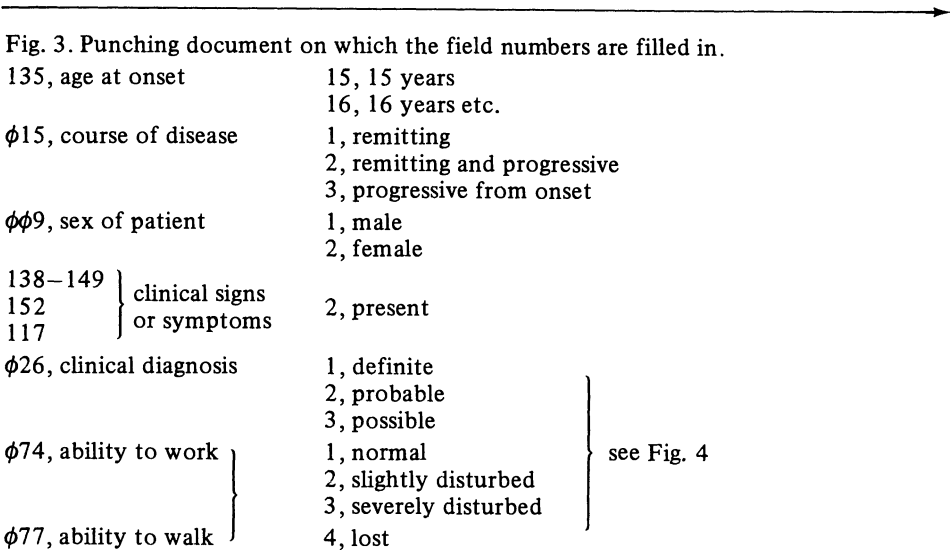 Fig. 3. Punching document on which the field numbers are filled in.
135, age at onset 15, 15 years
16, 16 years etc.
ϕ15, course of disease 1, remitting
2, remitting and progressive
3, progressive from onset
ϕϕ9, sex of patient 1, male
2, female
138–149
152
117
clinical signs
or symptoms
2, present
ϕ26, clinical diagnosis 1, definite
2, probable
3, possible
ϕ74, ability to work 1, normal
see Fig. 4
2, slightly disturbed
3, severely disturbed
ϕ77, ability to walk 4, lost